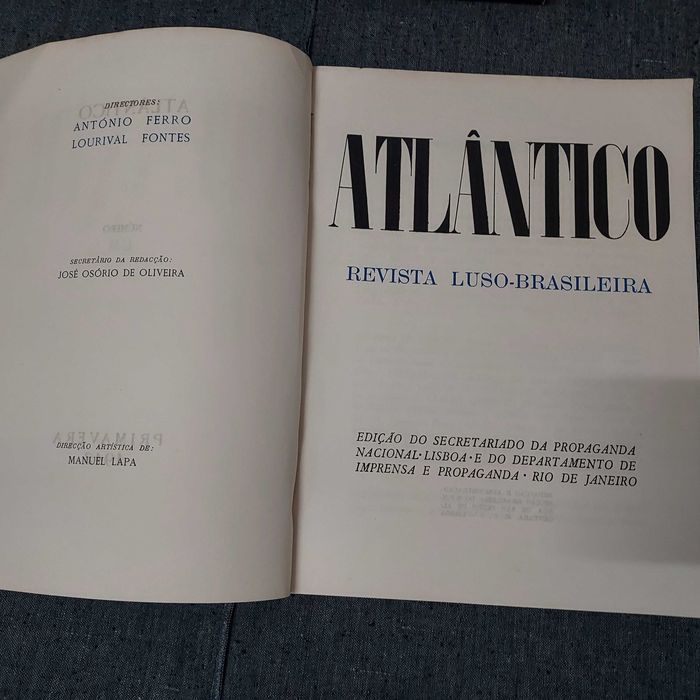 DIRECTORES:
ANTÓNIO FERRO
LOURIVAL FONTES
SECRETÁRIO DA REDACÇÃO:
JOSÉ OSÓRIO DE OLIVEIRA
DIRECÇÃO ARTÍSTICA DE:
MANUEL LAPA
ATLÂNTICO
REVISTA LUSO-BRASILEIRA
EDIÇÃO DO SECRETARIADO DA PROPAGANDA
NACIONAL · LISBOA · E DO DEPARTAMENTO DE
IMPRENSA E PROPAGANDA · RIO DE JANEIRO